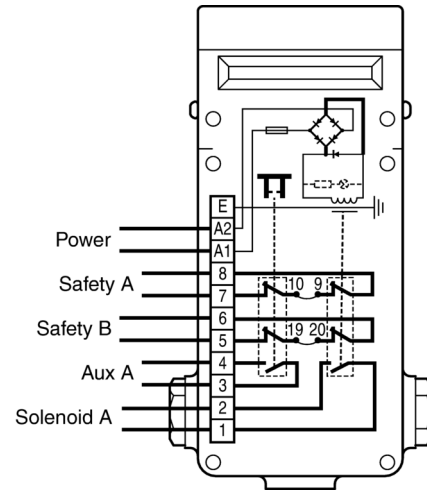 E
A2
Power
A1
8
Safety A
7
10 9
6
Safety B
5
19 20
4
Aux A
3
2
Solenoid A
1